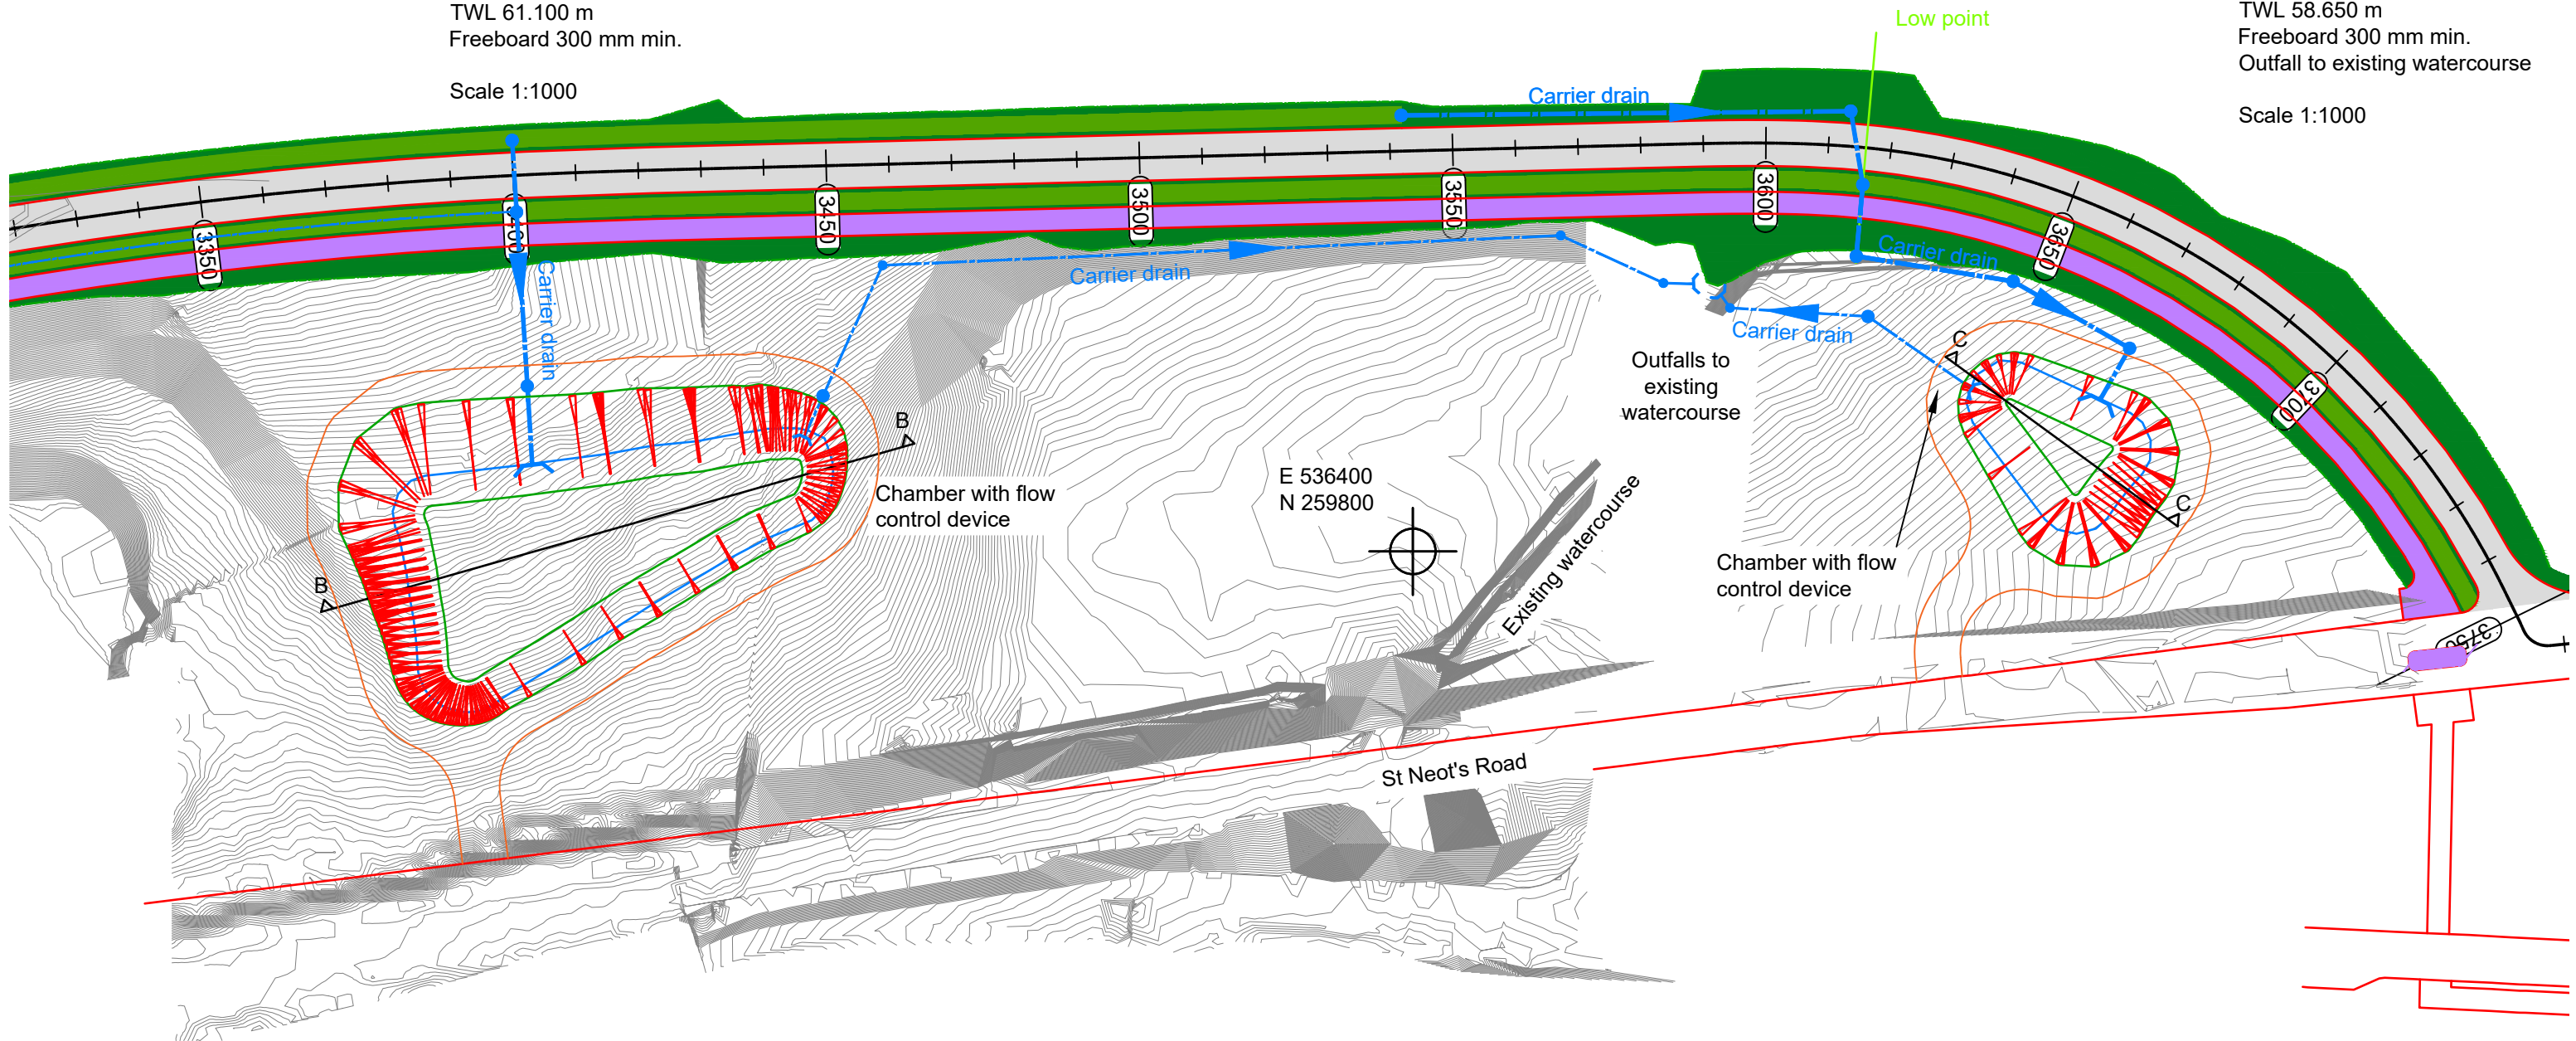 TWL 61.100 m
Freeboard 300 mm min.
Scale 1:1000
Low point
TWL 58.650 m
Freeboard 300 mm min.
Outfall to existing watercourse
Scale 1:1000
Carrier drain
3350
3400
3450
3500
3550
3600
3650
3700
3750
Carrier drain
Carrier drain
Carrier drain
Carrier drain
Outfalls to
existing
watercourse
B
B
C
C
Chamber with flow
control device
E 536400
N 259800
Existing watercourse
Chamber with flow
control device
St Neot's Road